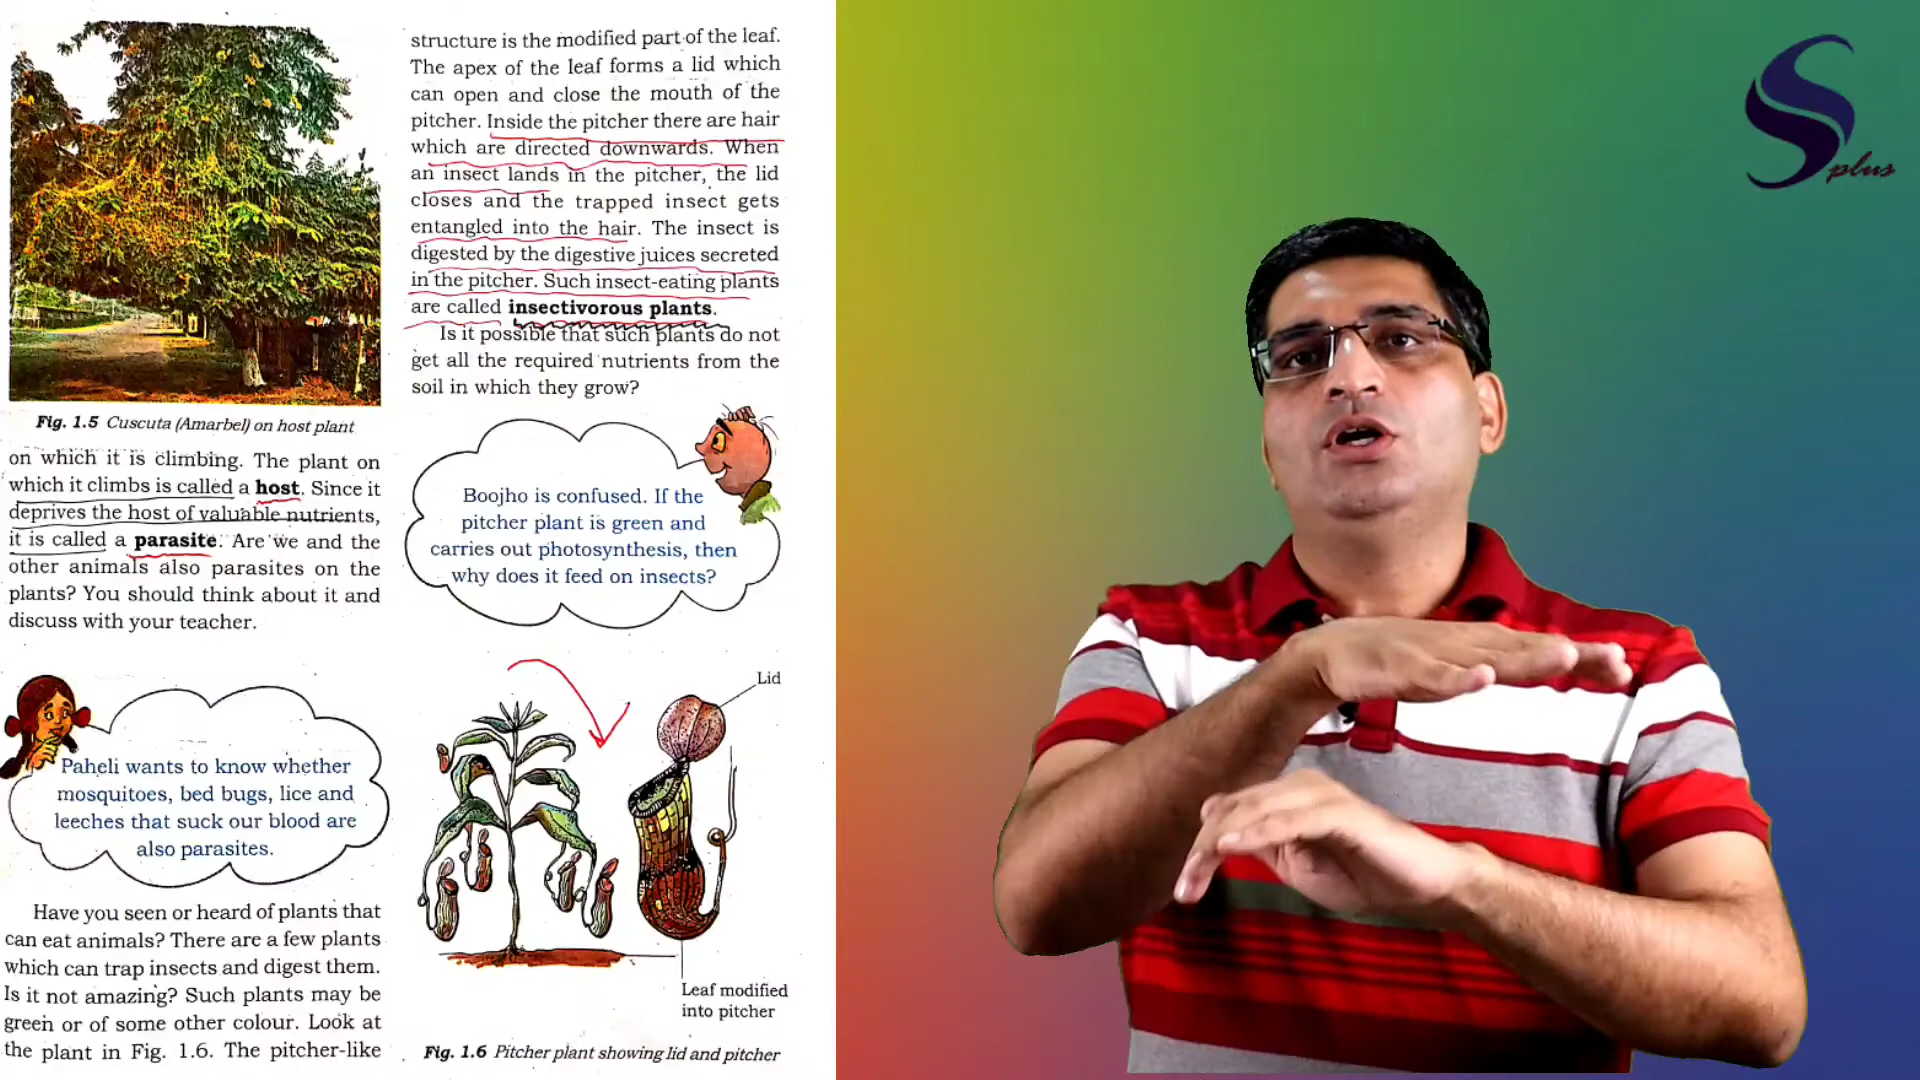 Fig. 1.5 Cuscuta (Amarbel) on host plant
on which it is climbing. The plant on
which it climbs is called a host. Since it
deprives the host of valuable nutrients,
it is called a parasite. Are we and the
other animals also parasites on the
plants? You should think about it and
discuss with your teacher.
Paheli wants to know whether
mosquitoes, bed bugs, lice and
leeches that suck our blood are
also parasites.
Have you seen or heard of plants that
can eat animals? There are a few plants
which can trap insects and digest them.
Is it not amazing? Such plants may be
green or of some other colour. Look at
the plant in Fig. 1.6. The pitcher-like
structure is the modified part of the leaf.
The apex of the leaf forms a lid which
can open and close the mouth of the
pitcher. Inside the pitcher there are hair
which are directed downwards. When
an insect lands in the pitcher, the lid
closes and the trapped insect gets
entangled into the hair. The insect is
digested by the digestive juices secreted
in the pitcher. Such insect-eating plants
are called insectivorous plants.
Is it possible that such plants do not
get all the required nutrients from the
soil in which they grow?
Boojho is confused. If the
pitcher plant is green and
carries out photosynthesis, then
why does it feed on insects?
Lid
Leaf modified
into pitcher
Fig. 1.6 Pitcher plant showing lid and pitcher
S plus